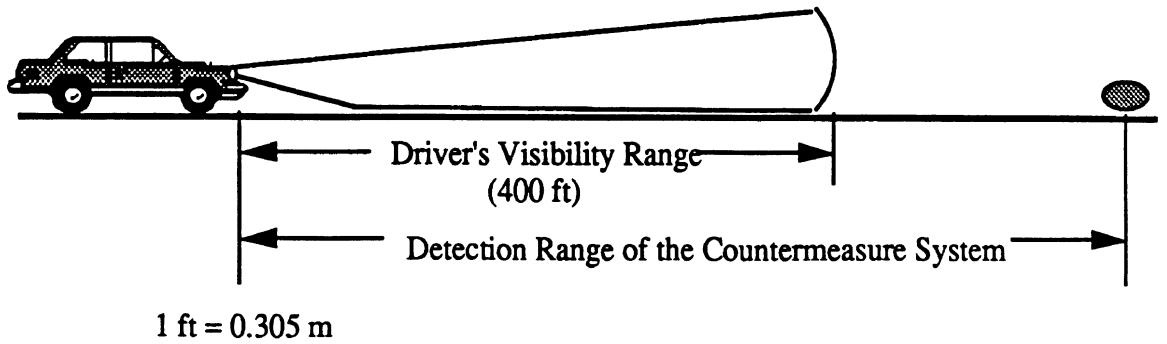 Driver's Visibility Range
(400 ft)
Detection Range of the Countermeasure System
1 ft = 0.305 m